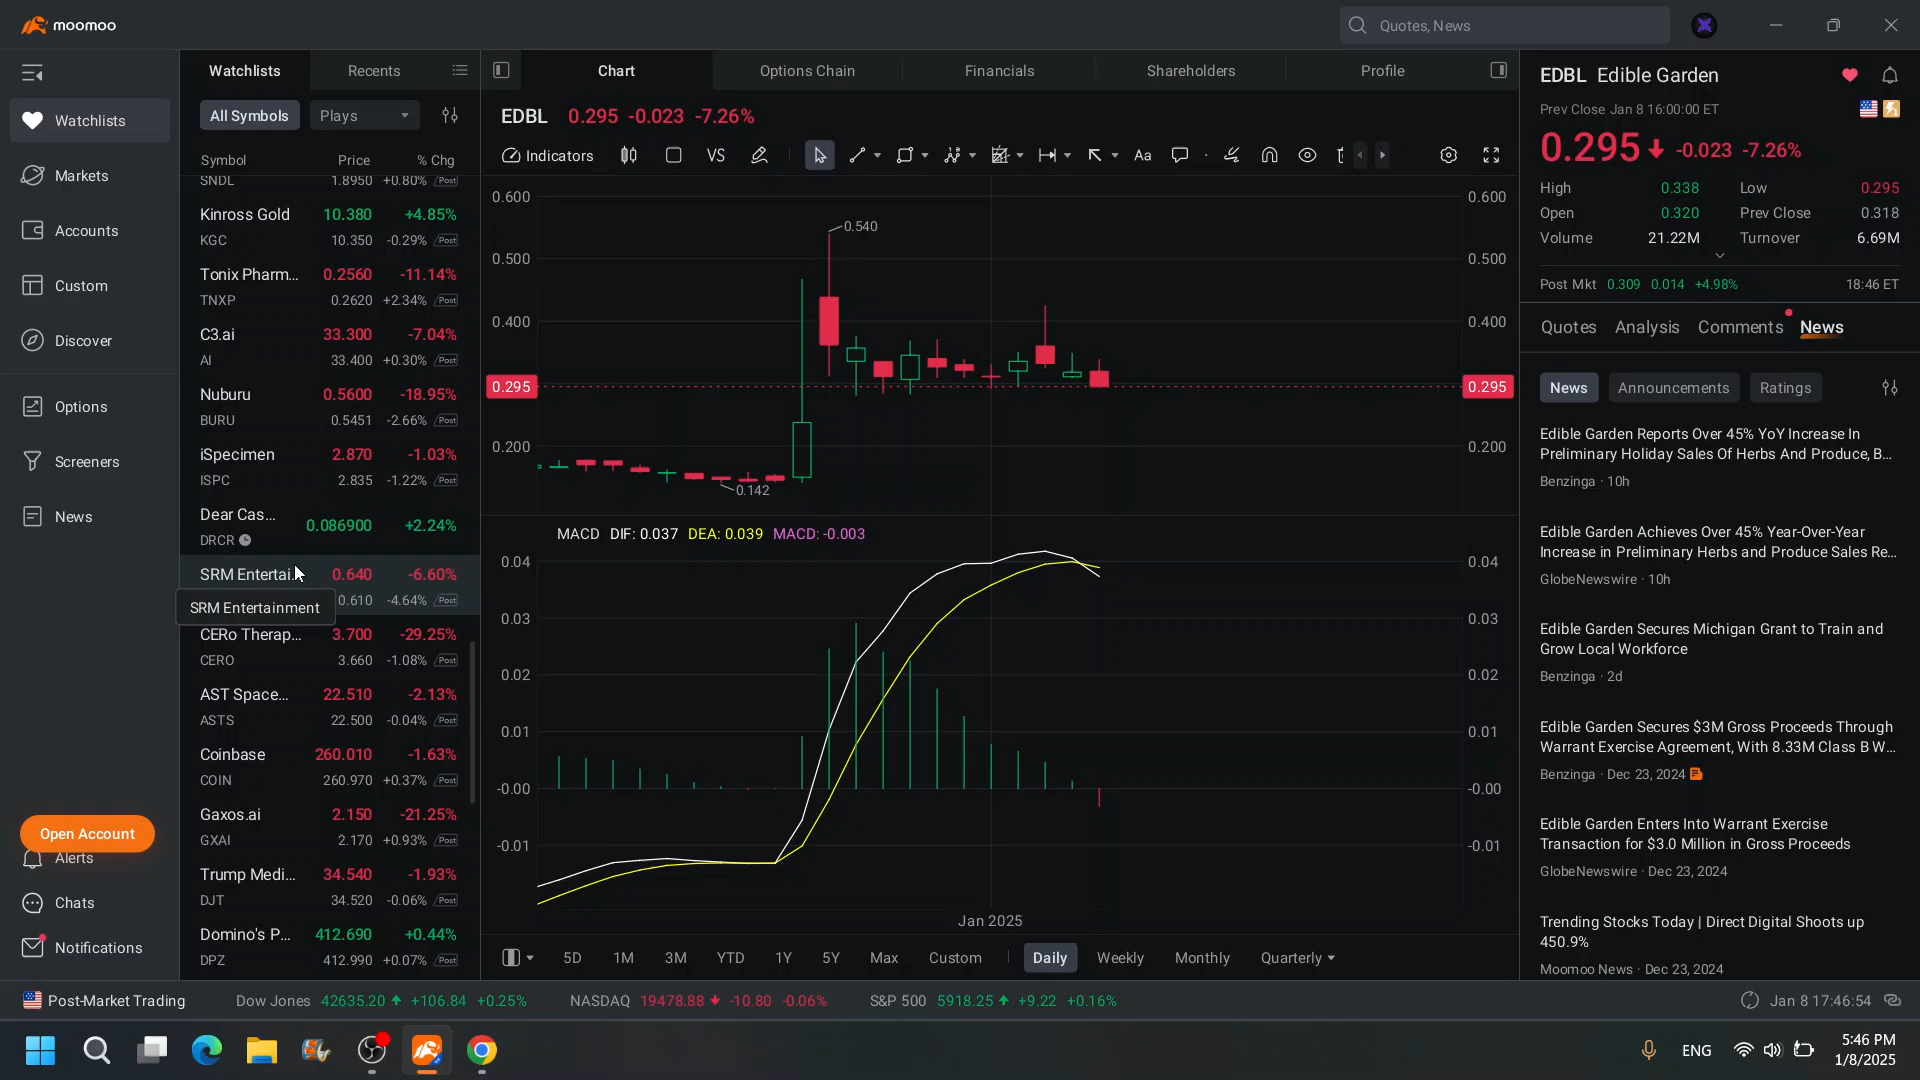 moomoo
Quotes, News
Watchlists
Markets
Accounts
Custom
Discover
Options
Screeners
News
Open Account
Alerts
Chats
Notifications
Watchlists Recents
All Symbols Plays
Symbol Price % Chg
SNDL 1.8950 +0.80% Post
Kinross Gold 10.380 +4.85%
KGC 10.350 -0.29% Post
Tonix Pharm... 0.2560 -11.14%
TNXP 0.2620 +2.34% Post
C3.ai 33.300 -7.04%
AI 33.400 +0.30% Post
Nuburu 0.5600 -18.95%
BURU 0.5451 -2.66% Post
iSpecimen 2.870 -1.03%
ISPC 2.835 -1.22% Post
Dear Cas... 0.086900 +2.24%
DRCR
SRM Entertai... 0.640 -6.60%
SRM Entertainment 0.610 -4.64% Post
CERo Therap... 3.700 -29.25%
CERO 3.660 -1.08% Post
AST Space... 22.510 -2.13%
ASTS 22.500 -0.04% Post
Coinbase 260.010 -1.63%
COIN 260.970 +0.37% Post
Gaxos.ai 2.150 -21.25%
GXAI 2.170 +0.93% Post
Trump Medi... 34.540 -1.93%
DJT 34.520 -0.06% Post
Domino's P... 412.690 +0.44%
DPZ 412.990 +0.07% Post
Chart Options Chain Financials Shareholders Profile
EDBL 0.295 -0.023 -7.26%
Indicators VS Aa
0.600 0.600
0.540
0.500 0.500
0.400 0.400
0.295 0.295
0.200 0.200
0.142
MACD DIF: 0.037 DEA: 0.039 MACD: -0.003
0.04 0.04
0.03 0.03
0.02 0.02
0.01 0.01
-0.00 -0.00
-0.01 -0.01
Jan 2025
5D 1M 3M YTD 1Y 5Y Max Custom Daily Weekly Monthly Quarterly
EDBL Edible Garden
Prev Close Jan 8 16:00:00 ET
0.295 -0.023 -7.26%
High 0.338 Low 0.295
Open 0.320 Prev Close 0.318
Volume 21.22M Turnover 6.69M
Post Mkt 0.309 0.014 +4.98% 18:46 ET
Quotes Analysis Comments News
News Announcements Ratings
Edible Garden Reports Over 45% YoY Increase In
Preliminary Holiday Sales Of Herbs And Produce, B...
Benzinga · 10h
Edible Garden Achieves Over 45% Year-Over-Year
Increase in Preliminary Herbs and Produce Sales Re...
GlobeNewswire · 10h
Edible Garden Secures Michigan Grant to Train and
Grow Local Workforce
Benzinga · 2d
Edible Garden Secures $3M Gross Proceeds Through
Warrant Exercise Agreement, With 8.33M Class B W...
Benzinga · Dec 23, 2024
Edible Garden Enters Into Warrant Exercise
Transaction for $3.0 Million in Gross Proceeds
GlobeNewswire · Dec 23, 2024
Trending Stocks Today | Direct Digital Shoots up
450.9%
Moomoo News · Dec 23, 2024
Post-Market Trading Dow Jones 42635.20 +106.84 +0.25% NASDAQ 19478.88 -10.80 -0.06% S&P 500 5918.25 +9.22 +0.16% Jan 8 17:46:54
ENG
5:46 PM
1/8/2025